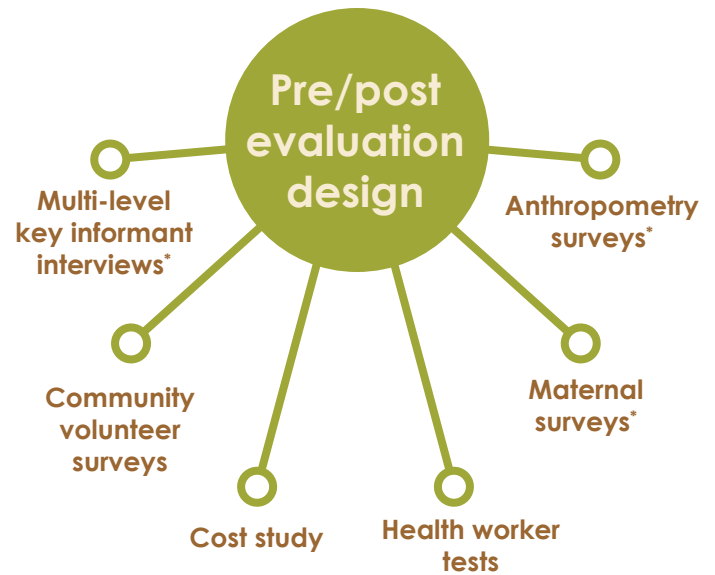 Pre/post
evaluation
design
Multi-level
key informant
interviews*
Community
volunteer
surveys
Cost study
Health worker
tests
Maternal
surveys*
Anthropometry
surveys*